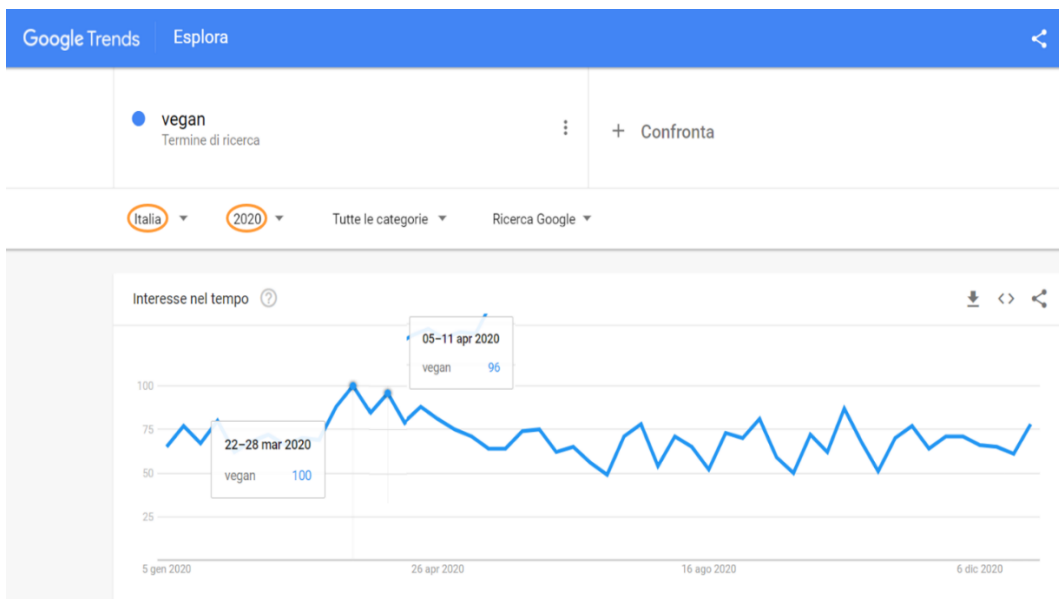 Google Trends Esplora
vegan
Termine di ricerca
+ Confronta
Italia 2020 Tutte le categorie Ricerca Google
Interesse nel tempo ?
05–11 apr 2020
vegan 96
100
75
22–28 mar 2020
vegan 100
50
25
5 gen 2020 26 apr 2020 16 ago 2020 6 dic 2020